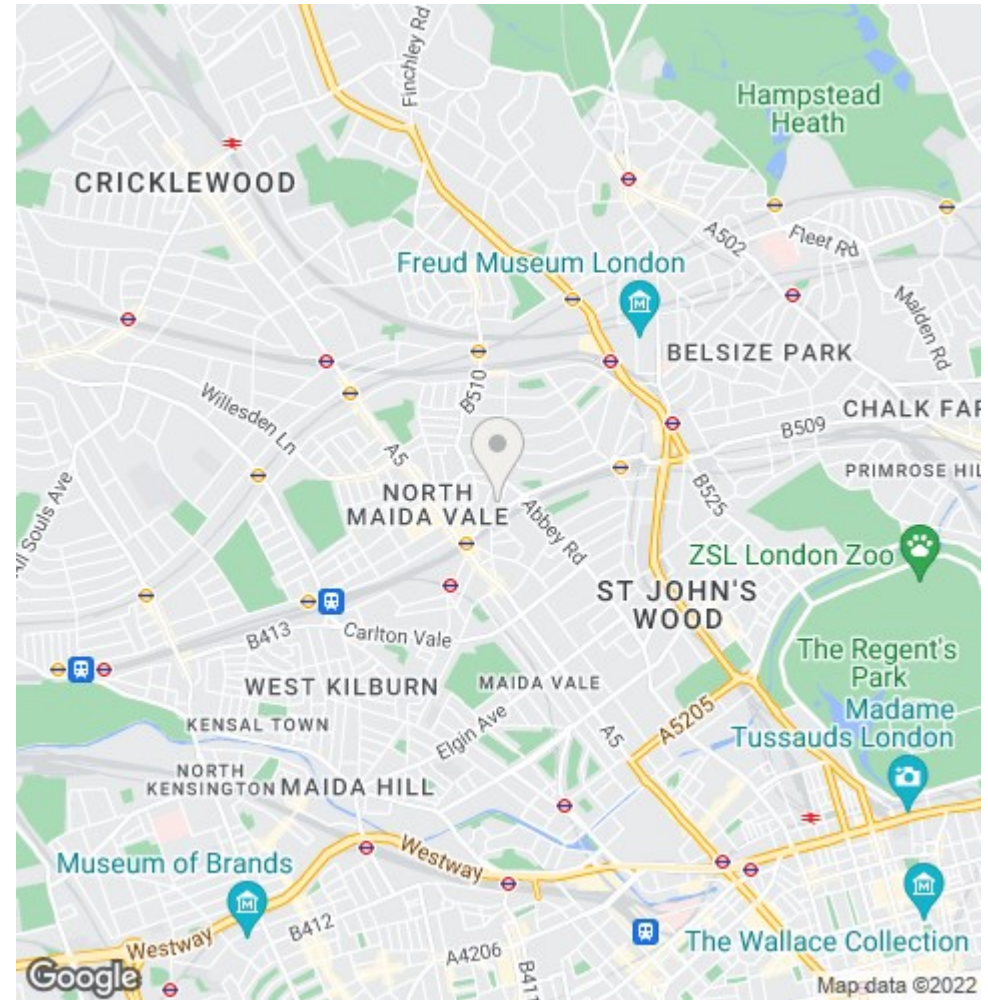 Finchley Rd
Hampstead
Heath
CRICKLEWOOD
A502
Fleet Rd
Freud Museum London
Malden Rd
BELSIZE PARK
B510
Willesden Ln
A5
CHALK FAR
B509
PRIMROSE HIL
B525
NORTH
MAIDA VALE
Abbey Rd
All Souls Ave
ZSL London Zoo
ST JOHN'S
WOOD
B413
Carlton Vale
The Regent's
Park
WEST KILBURN
MAIDA VALE
KENSAL TOWN
Elgin Ave
A5
A5205
Madame
Tussauds London
NORTH
KENSINGTON
MAIDA HILL
Westway
Museum of Brands
B412
Westway
A4206
B411
The Wallace Collection
Google
Map data ©2022